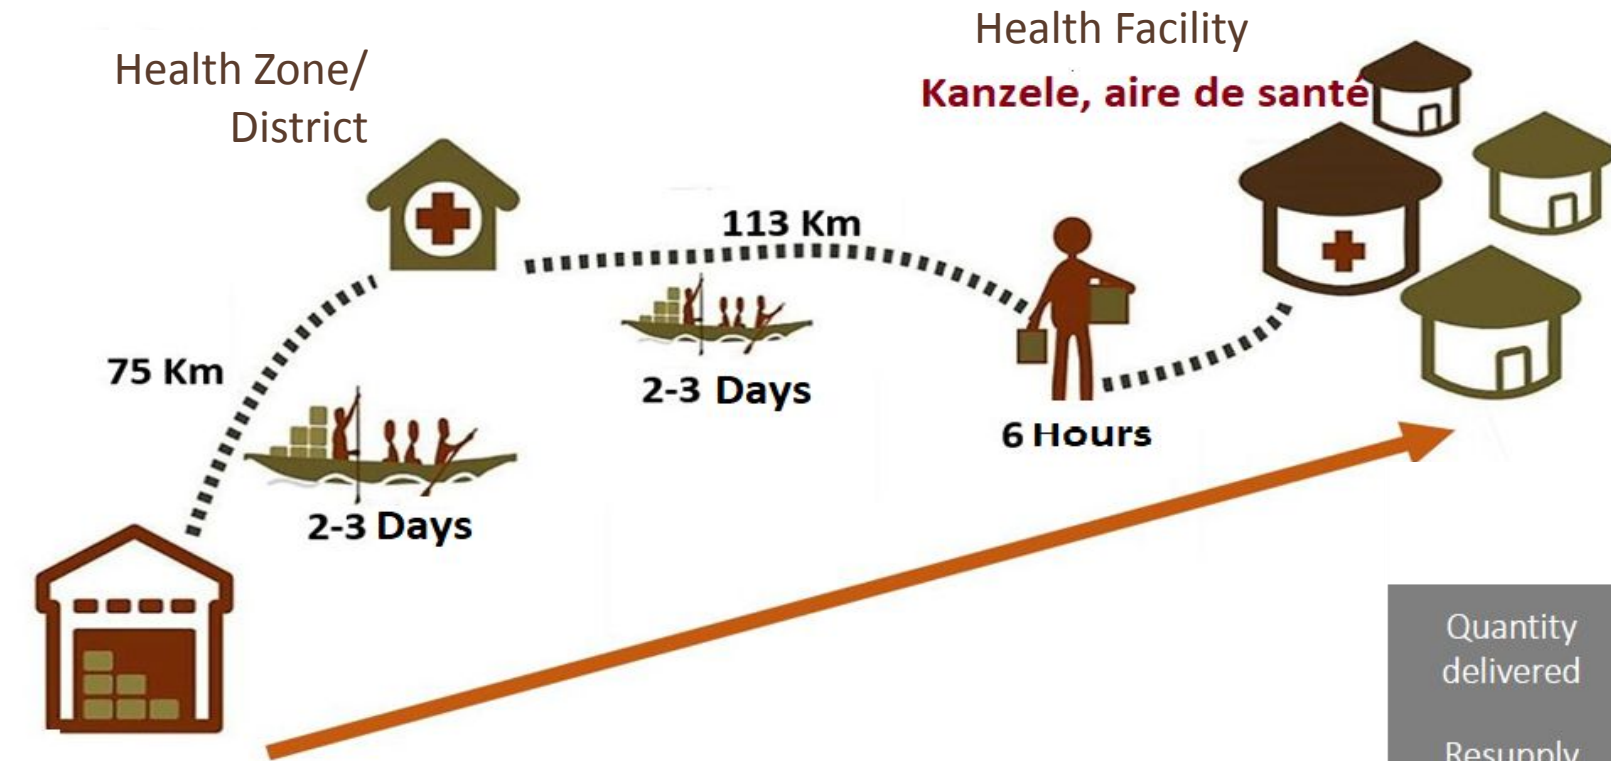 Health Zone/
District
Health Facility
Kanzele, aire de santé
113 Km
75 Km
2-3 Days
6 Hours
2-3 Days
Quantity
delivered
Resupply